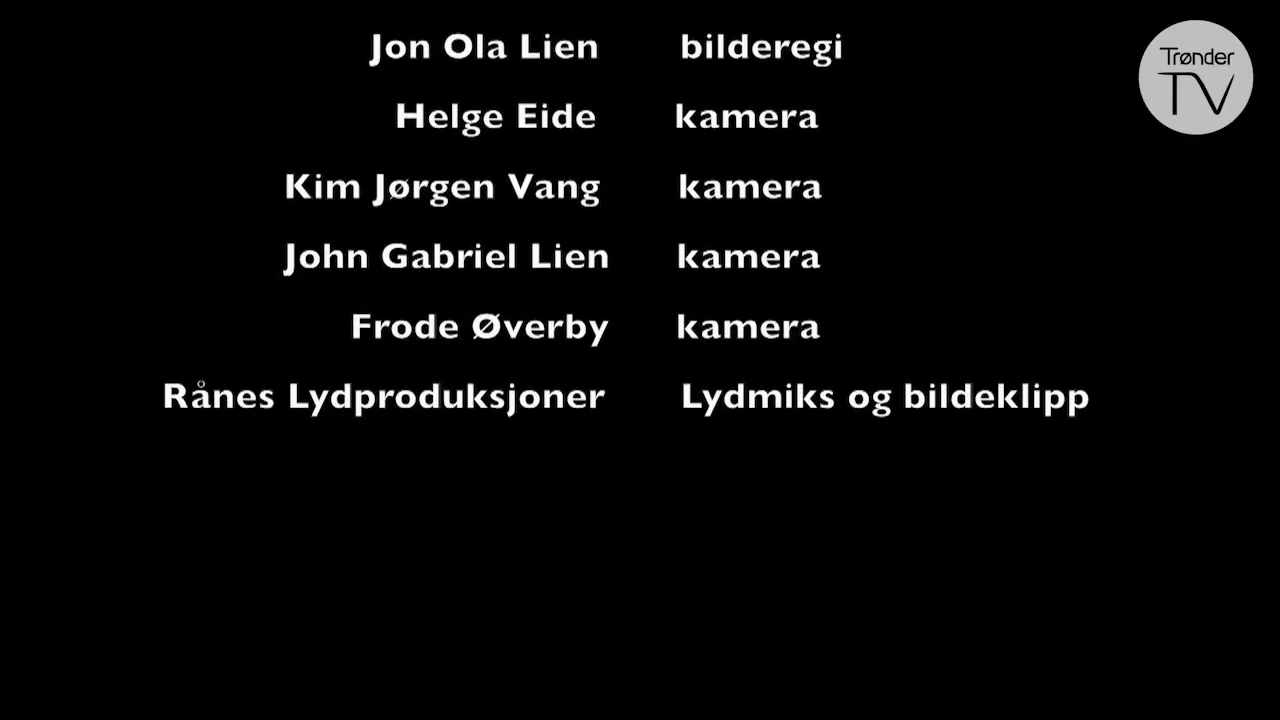 Jon Ola Lien bilderegi
Helge Eide kamera
Kim Jørgen Vang kamera
John Gabriel Lien kamera
Frode Øverby kamera
Rånes Lydproduksjoner Lydmiks og bildeklipp
Trønder
TV